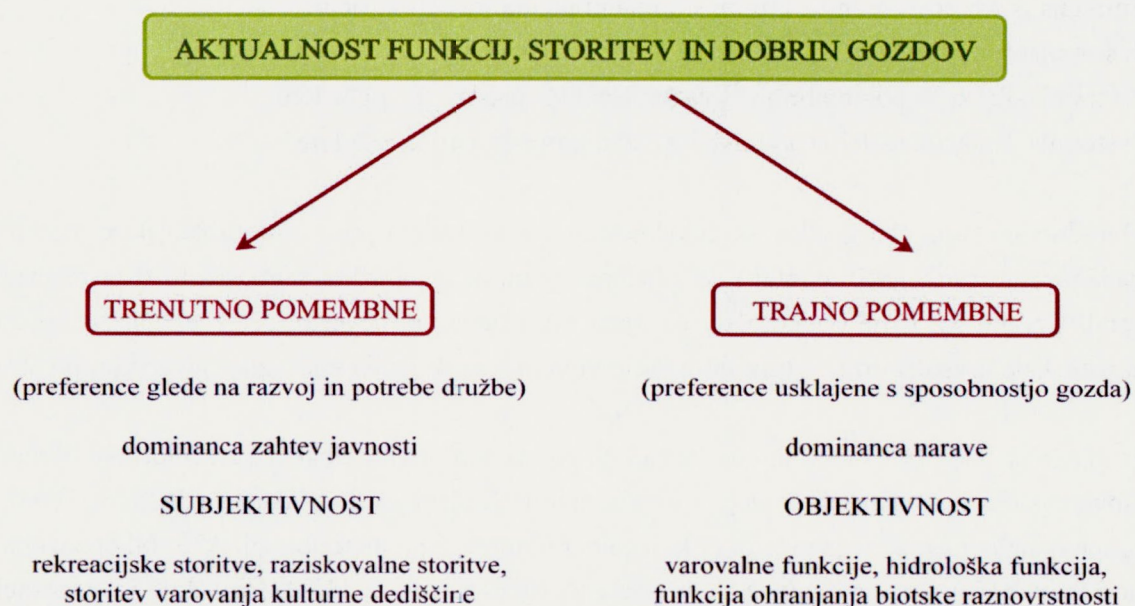 AKTUALNOST FUNKCIJ, STORITEV IN DOBRIN GOZDOV
TRENUTNO POMEMBNE
(preference glede na razvoj in potrebe družbe)
dominanca zahtev javnosti
SUBJEKTIVNOST
rekreacijske storitve, raziskovalne storitve,
storitev varovanja kulturne dediščine
TRAJNO POMEMBNE
(preference usklajene s sposobnostjo gozda)
dominanca narave
OBJEKTIVNOST
varovalne funkcije, hidrološka funkcija,
funkcija ohranjanja biotske raznovrstnosti